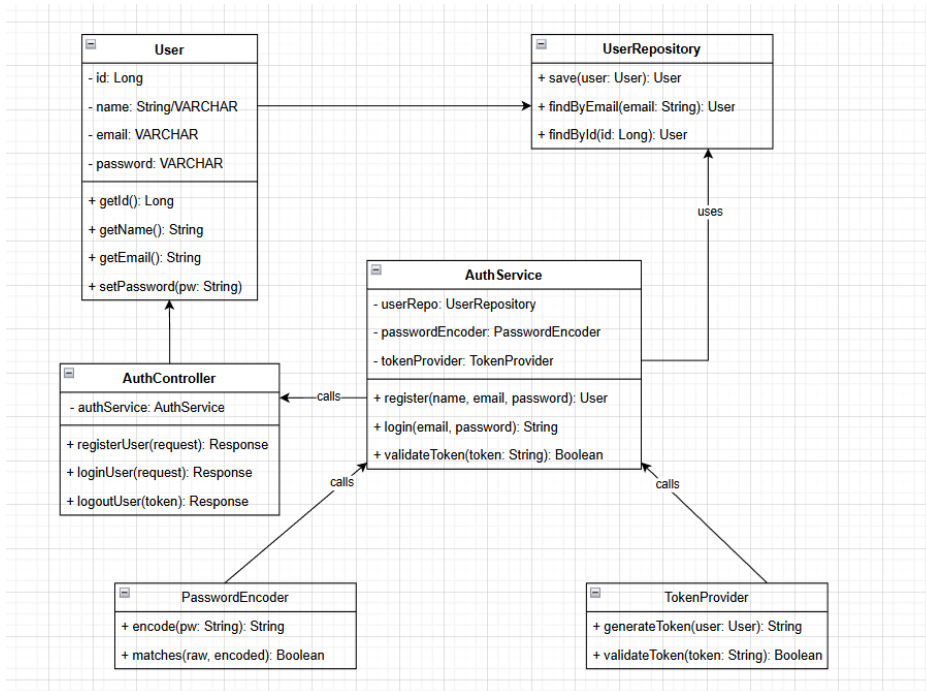 User
- id: Long
- name: String/VARCHAR
- email: VARCHAR
- password: VARCHAR
+ getId(): Long
+ getName(): String
+ getEmail(): String
+ setPassword(pw: String)
UserRepository
+ save(user: User): User
+ findByEmail(email: String): User
+ findById(id: Long): User
uses
AuthService
- userRepo: UserRepository
- passwordEncoder: PasswordEncoder
- tokenProvider: TokenProvider
+ register(name, email, password): User
+ login(email, password): String
+ validateToken(token: String): Boolean
calls
AuthController
- authService: AuthService
+ registerUser(request): Response
+ loginUser(request): Response
+ logoutUser(token): Response
calls
calls
PasswordEncoder
+ encode(pw: String): String
+ matches(raw, encoded): Boolean
TokenProvider
+ generateToken(user: User): String
+ validateToken(token: String): Boolean